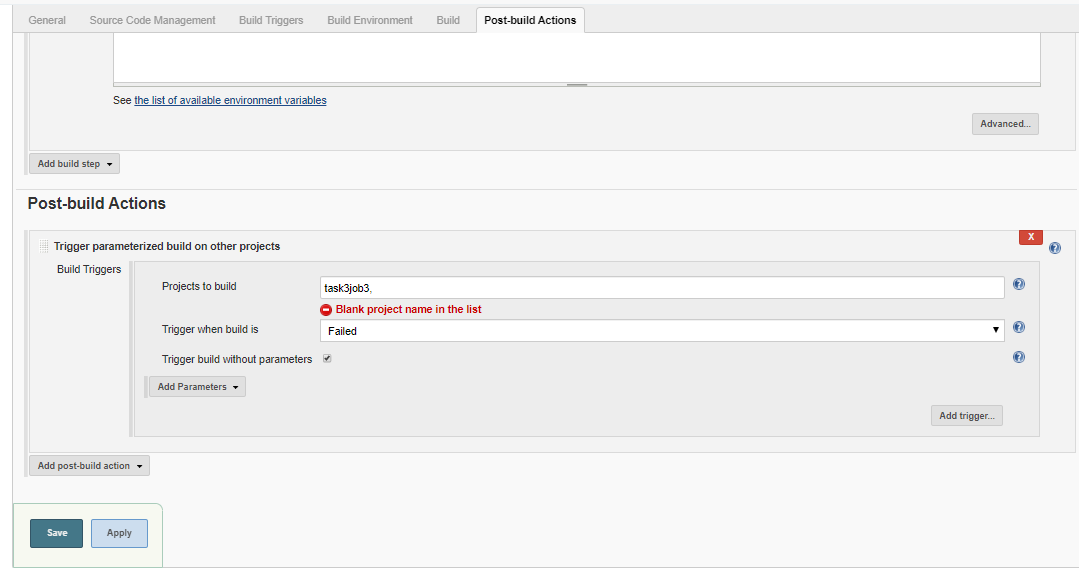 General Source Code Management Build Triggers Build Environment Build Post-build Actions
See the list of available environment variables
Advanced...
Add build step
Post-build Actions
X
Trigger parameterized build on other projects
Build Triggers
Projects to build
task3job3,
Blank project name in the list
Trigger when build is
Failed
Trigger build without parameters
Add Parameters
Add trigger...
Add post-build action
Save Apply